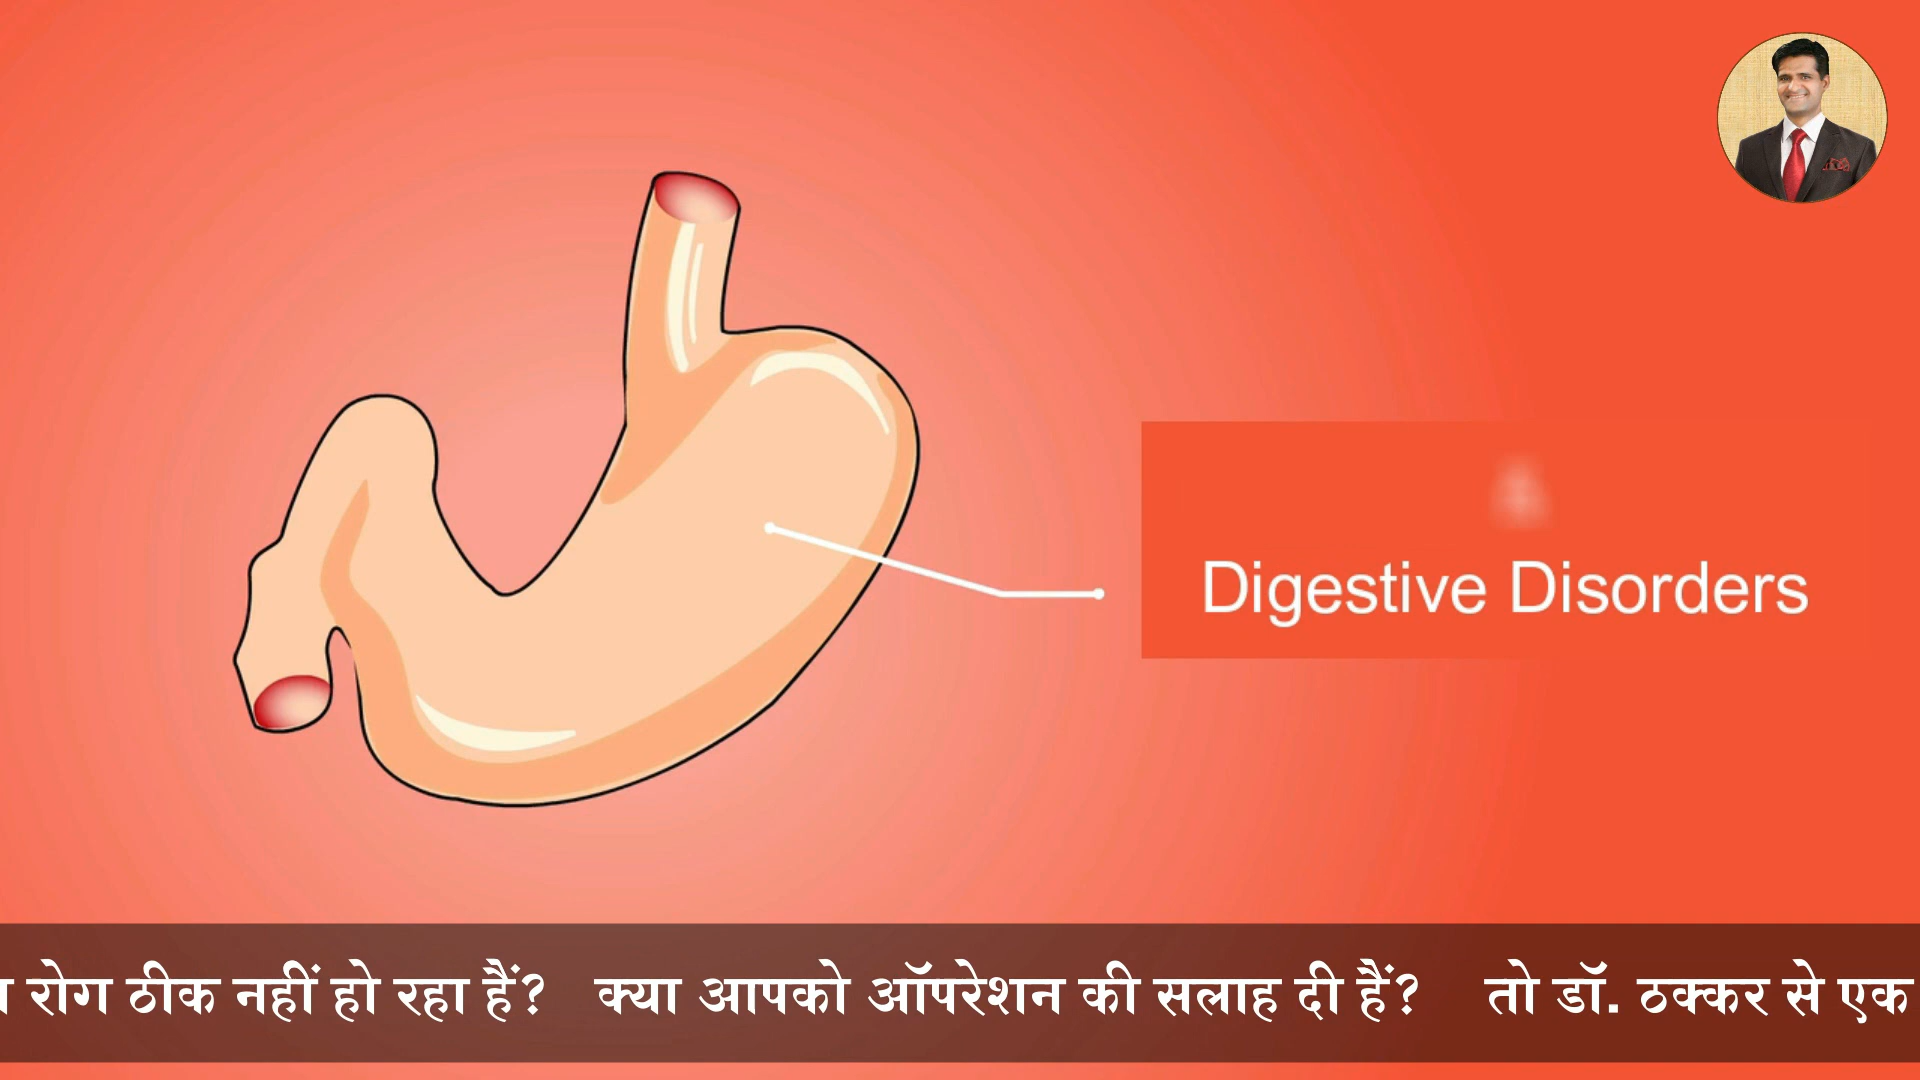 Digestive Disorders
रोग ठीक नहीं हो रहा हैं? क्या आपको ऑपरेशन की सलाह दी हैं? तो डॉ. ठक्कर से एक